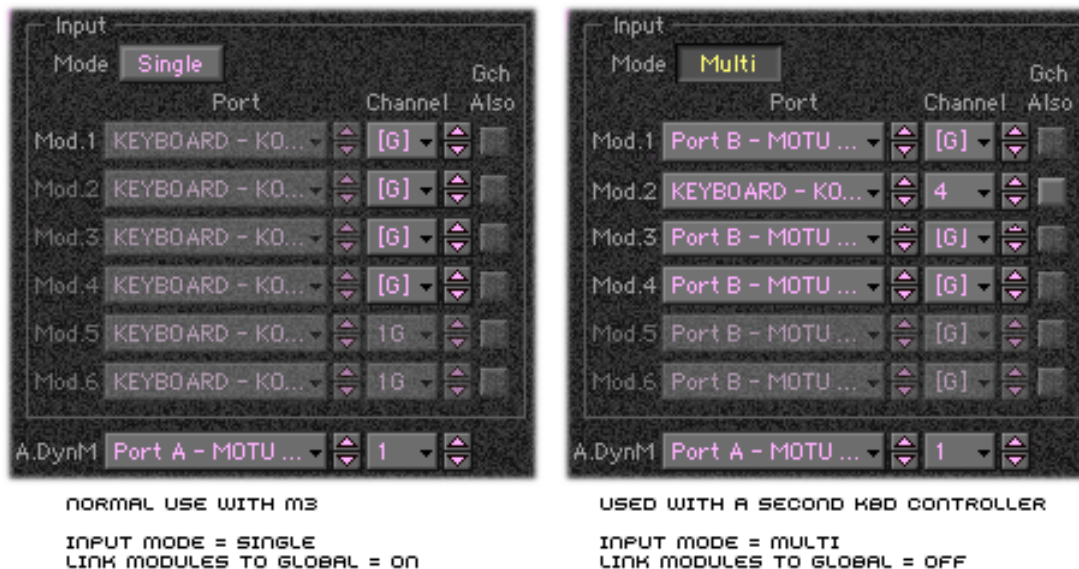 Input
Mode Single
Gch
Port Channel Also
Mod.1 KEYBOARD - KO... [G]
Mod.2 KEYBOARD - KO... [G]
Mod.3 KEYBOARD - KO... [G]
Mod.4 KEYBOARD - KO... [G]
Mod.5 KEYBOARD - KO... 1G
Mod.6 KEYBOARD - KO... 1G
A.DynM Port A - MOTU ... 1
NORMAL USE WITH M3
INPUT MODE = SINGLE
LINK MODULES TO GLOBAL = ON
Input
Mode Multi
Gch
Port Channel Also
Mod.1 Port B - MOTU ... [G]
Mod.2 KEYBOARD - KO... 4
Mod.3 Port B - MOTU ... [G]
Mod.4 Port B - MOTU ... [G]
Mod.5 Port B - MOTU ... [G]
Mod.6 Port B - MOTU ... [G]
A.DynM Port A - MOTU ... 1
USED WITH A SECOND KBD CONTROLLER
INPUT MODE = MULTI
LINK MODULES TO GLOBAL = OFF